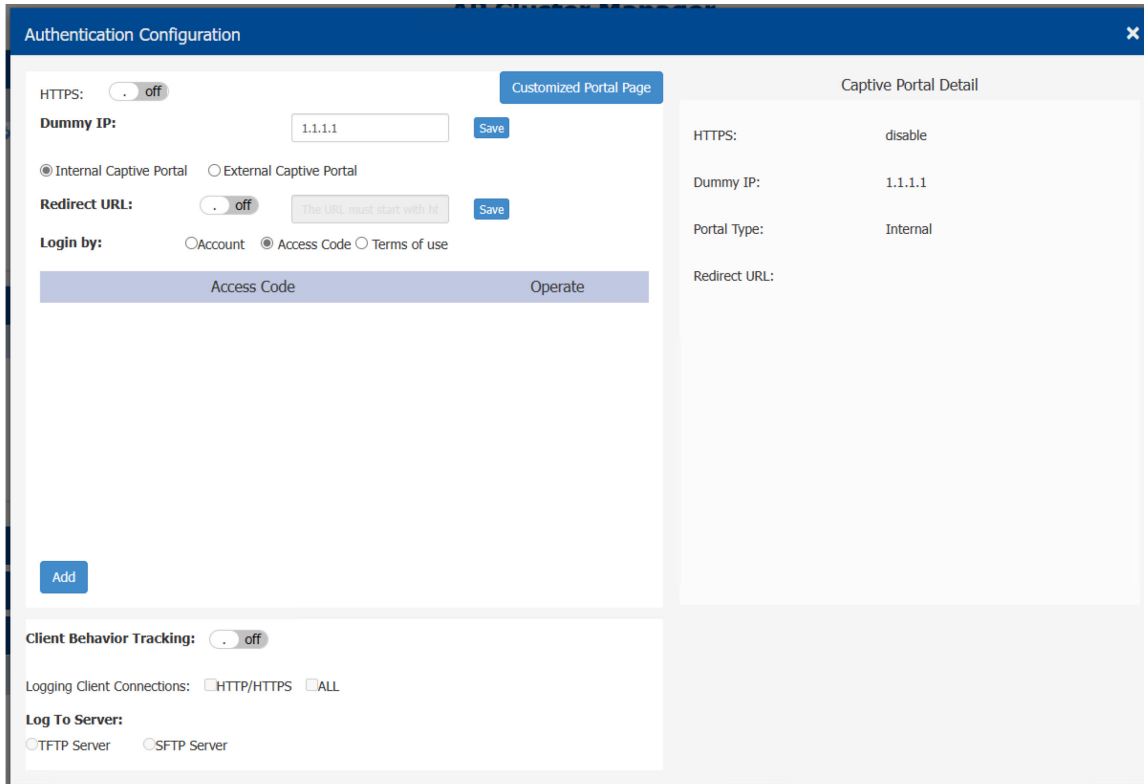 AP Cluster Manager
Authentication Configuration ×
HTTPS: . off Customized Portal Page
Dummy IP: 1.1.1.1 Save
Internal Captive Portal External Captive Portal
Redirect URL: . off The URL must start with ht Save
Login by: Account Access Code Terms of use
Access Code Operate
Add
Client Behavior Tracking: . off
Logging Client Connections: HTTP/HTTPS ALL
Log To Server:
TFTP Server SFTP Server
Captive Portal Detail
HTTPS: disable
Dummy IP: 1.1.1.1
Portal Type: Internal
Redirect URL: